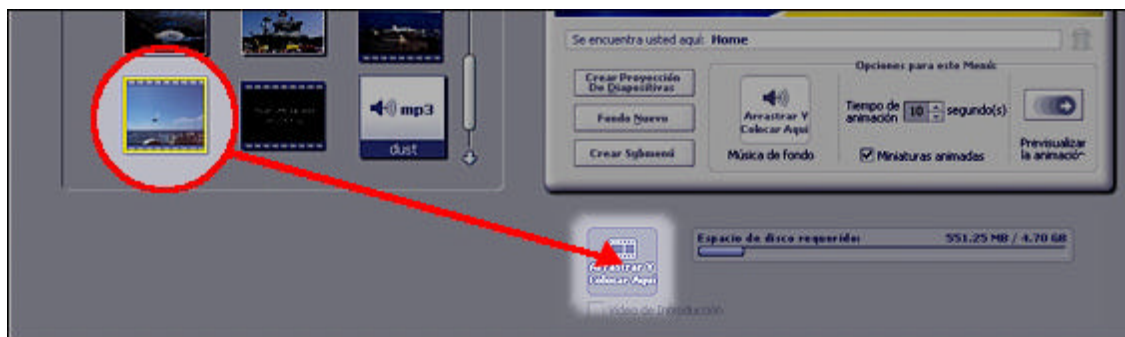 Se encuentra usted aquí: Home
Opciones para este Menú:
Crear Proyección
De Diapositivas
Fondo Nuevo
Crear Submenú
Arrastrar Y
Colocar Aquí
Música de fondo
Tiempo de
animación 10 segundo(s)
Miniaturas animadas
Previsualizar
la animación
mp3
dust
Espacio de disco requerido: 551.25 MB / 4.70 GB
Arrastrar Y
Colocar Aquí
Vídeo de Introducción